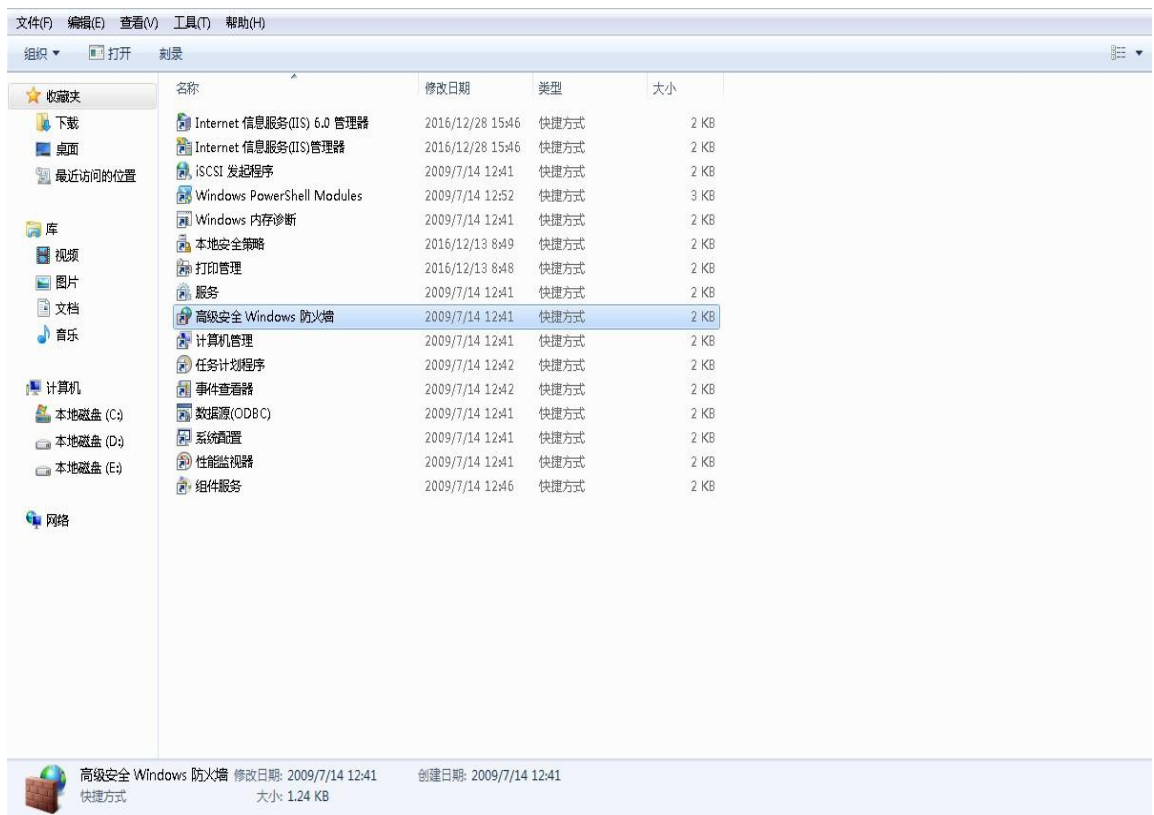 文件(F) 编辑(E) 查看(V) 工具(T) 帮助(H)
组织 打开 刻录
收藏夹
下载
桌面
最近访问的位置
库
视频
图片
文档
音乐
计算机
本地磁盘 (C:)
本地磁盘 (D:)
本地磁盘 (E:)
网络
名称 修改日期 类型 大小
Internet 信息服务(IIS) 6.0 管理器 2016/12/28 15:46 快捷方式 2 KB
Internet 信息服务(IIS)管理器 2016/12/28 15:46 快捷方式 2 KB
iSCSI 发起程序 2009/7/14 12:41 快捷方式 2 KB
Windows PowerShell Modules 2009/7/14 12:52 快捷方式 3 KB
Windows 内存诊断 2009/7/14 12:41 快捷方式 2 KB
本地安全策略 2016/12/13 8:49 快捷方式 2 KB
打印管理 2016/12/13 8:48 快捷方式 2 KB
服务 2009/7/14 12:41 快捷方式 2 KB
高级安全 Windows 防火墙 2009/7/14 12:41 快捷方式 2 KB
计算机管理 2009/7/14 12:41 快捷方式 2 KB
任务计划程序 2009/7/14 12:42 快捷方式 2 KB
事件查看器 2009/7/14 12:42 快捷方式 2 KB
数据源(ODBC) 2009/7/14 12:41 快捷方式 2 KB
系统配置 2009/7/14 12:41 快捷方式 2 KB
性能监视器 2009/7/14 12:41 快捷方式 2 KB
组件服务 2009/7/14 12:46 快捷方式 2 KB
高级安全 Windows 防火墙 修改日期: 2009/7/14 12:41 创建日期: 2009/7/14 12:41
快捷方式 大小: 1.24 KB